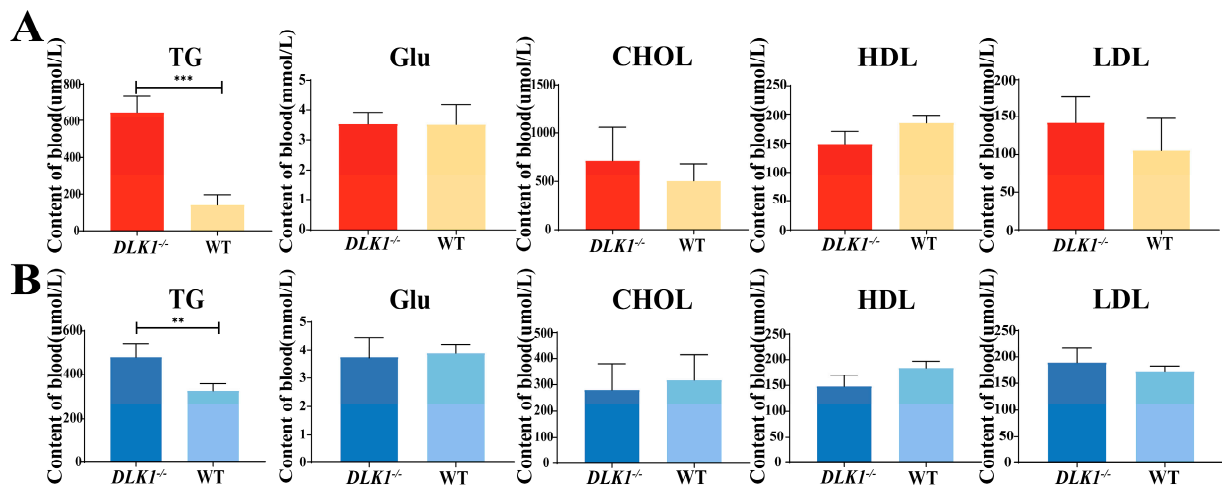 A
TG
Glu
CHOL
HDL
LDL
Content of blood(umol/L)
800
600
400
200
0
***
DLK1-/-
WT
Content of blood(mmol/L)
5
4
3
2
1
0
DLK1-/-
WT
Content of blood(umol/L)
1500
1000
500
0
DLK1-/-
WT
Content of blood(umol/L)
250
200
150
100
50
0
DLK1-/-
WT
Content of blood(umol/L)
200
150
100
50
0
DLK1-/-
WT
B
TG
Glu
CHOL
HDL
LDL
Content of blood(umol/L)
600
400
200
0
**
DLK1-/-
WT
Content of blood(mmol/L)
5
4
3
2
1
0
DLK1-/-
WT
Content of blood(umol/L)
500
400
300
200
100
0
DLK1-/-
WT
Content of blood(umol/L)
250
200
150
100
50
0
DLK1-/-
WT
Content of blood(umol/L)
250
200
150
100
50
0
DLK1-/-
WT